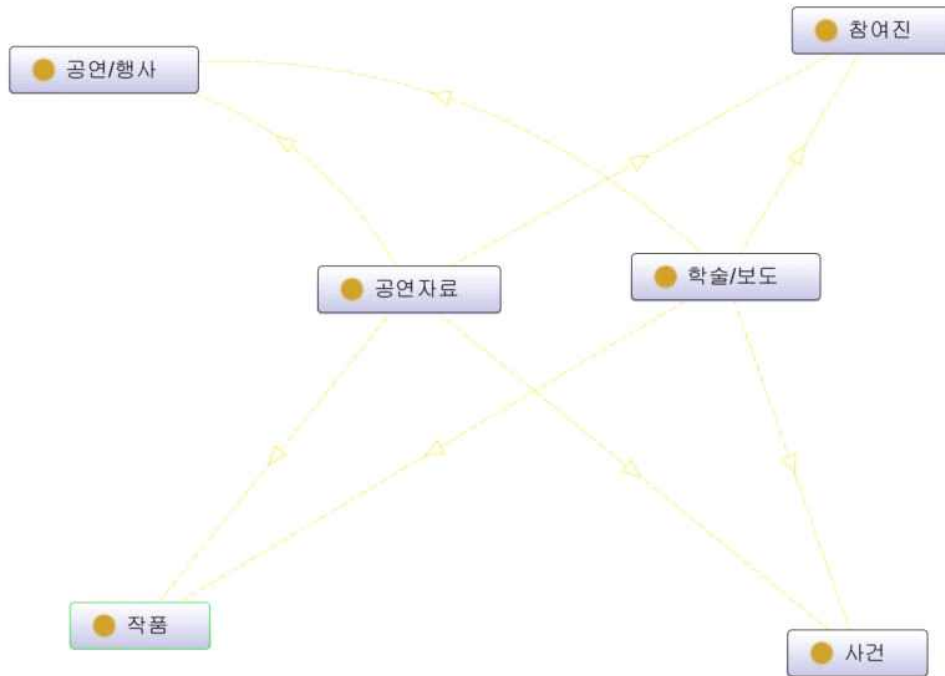 참여진
공연/행사
공연자료
학술/보도
작품
사건